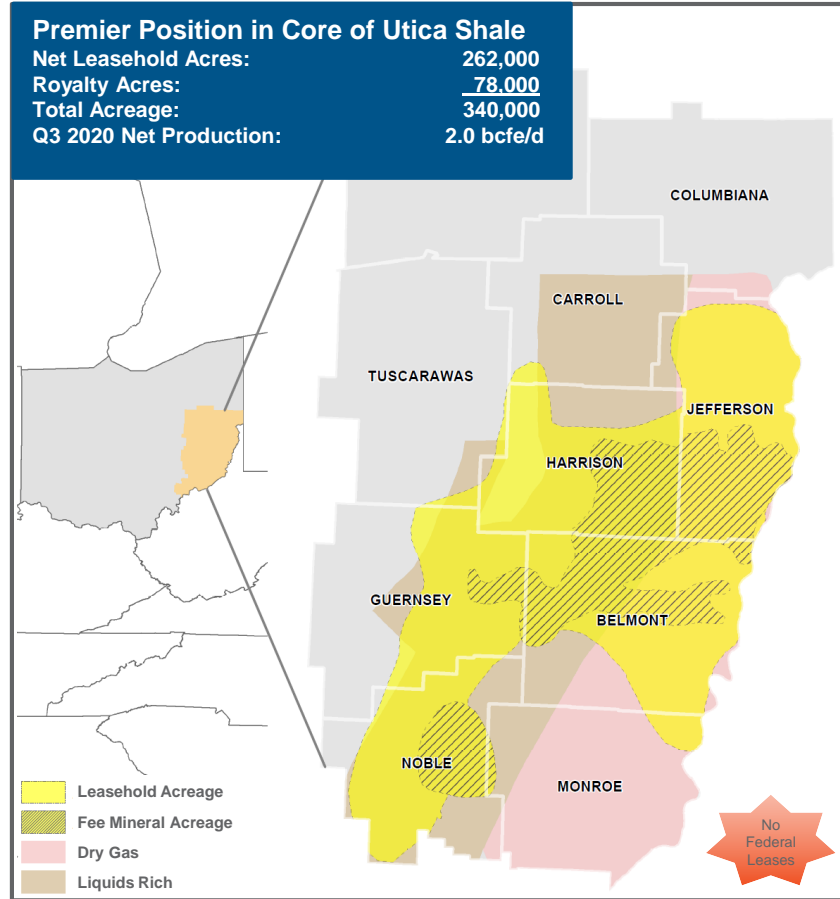 Premier Position in Core of Utica Shale
Net Leasehold Acres: 262,000
Royalty Acres: 78,000
Total Acreage: 340,000
Q3 2020 Net Production: 2.0 bcfe/d
COLUMBIANA
CARROLL
TUSCARAWAS
JEFFERSON
HARRISON
GUERNSEY
BELMONT
NOBLE
MONROE
Leasehold Acreage
Fee Mineral Acreage
Dry Gas
Liquids Rich
No
Federal
Leases